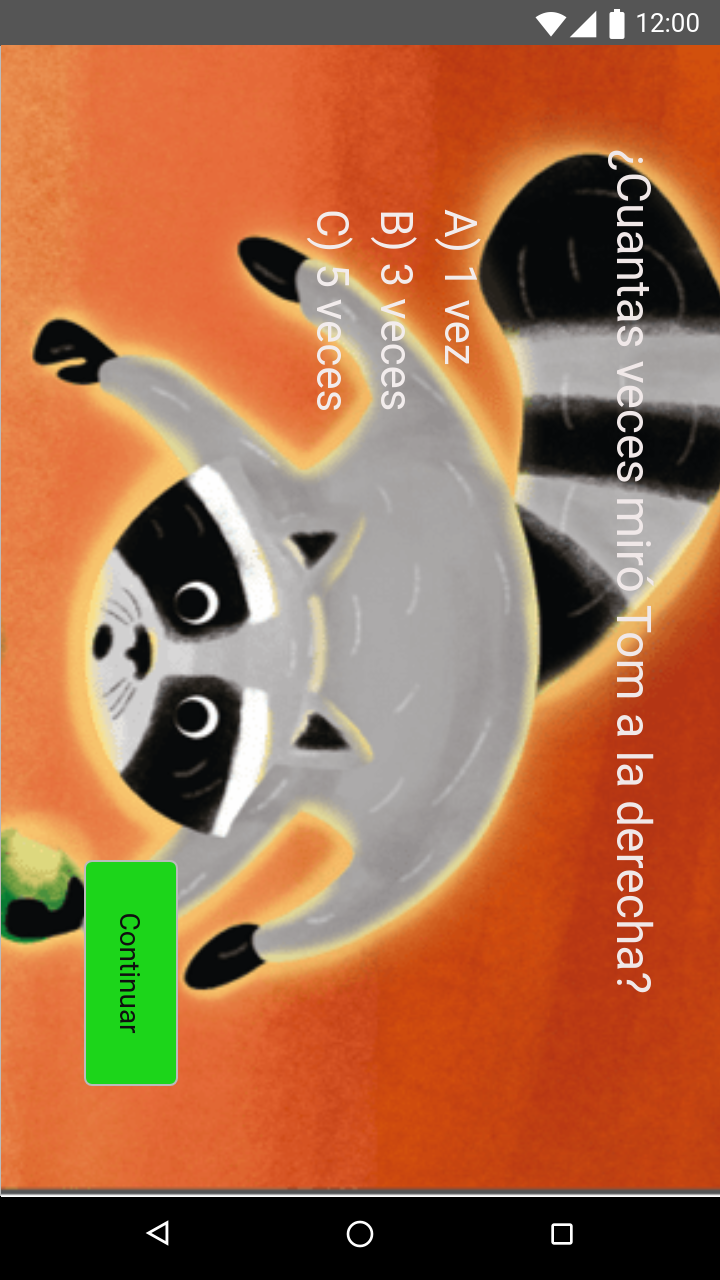 12:00
¿Cuantas veces miró Tom a la derecha?
A) 1 vez
B) 3 veces
C) 5 veces
Continuar